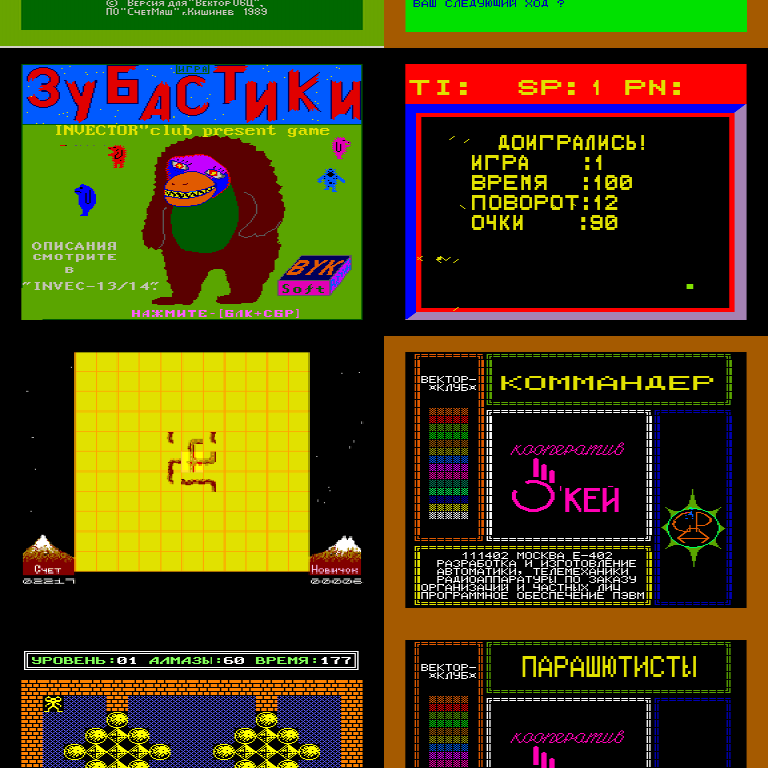 © Версия для "Вектор 06Ц",
ПО "СчетМаш", г.Кишинев 1989
ВАШ СЛЕДУЮЩИЙ ХОД ?
ЗУБАСТИКИ
INVECTOR"club present game
ОПИСАНИЯ
СМОТРИТЕ
В
"INVEC-13/14"
BYK
Soft
НАЖМИТЕ-[БЛК+СБР]
TI: SP:1 PN:
ДОИГРАЛИСЬ!
ИГРА :1
ВРЕМЯ :100
ПОВОРОТ:12
ОЧКИ :90
Счет
02217
Новичок
00006
ВЕКТОР-
*КЛУБ*
КОММАНДЕР
кооператив
О'КЕЙ
111402 МОСКВА Е-402
РАЗРАБОТКА И ИЗГОТОВЛЕНИЕ
АВТОМАТИКИ, ТЕЛЕМЕХАНИКИ
РАДИОАППАРАТУРЫ ПО ЗАКАЗУ
ОРГАНИЗАЦИЙ И ЧАСТНЫХ ЛИЦ
ПРОГРАММНОЕ ОБЕСПЕЧЕНИЕ ПЭВМ
УРОВЕНЬ:01 АЛМАЗЫ:60 ВРЕМЯ:177
ВЕКТОР-
*КЛУБ*
ПАРАШЮТИСТЫ
кооператив